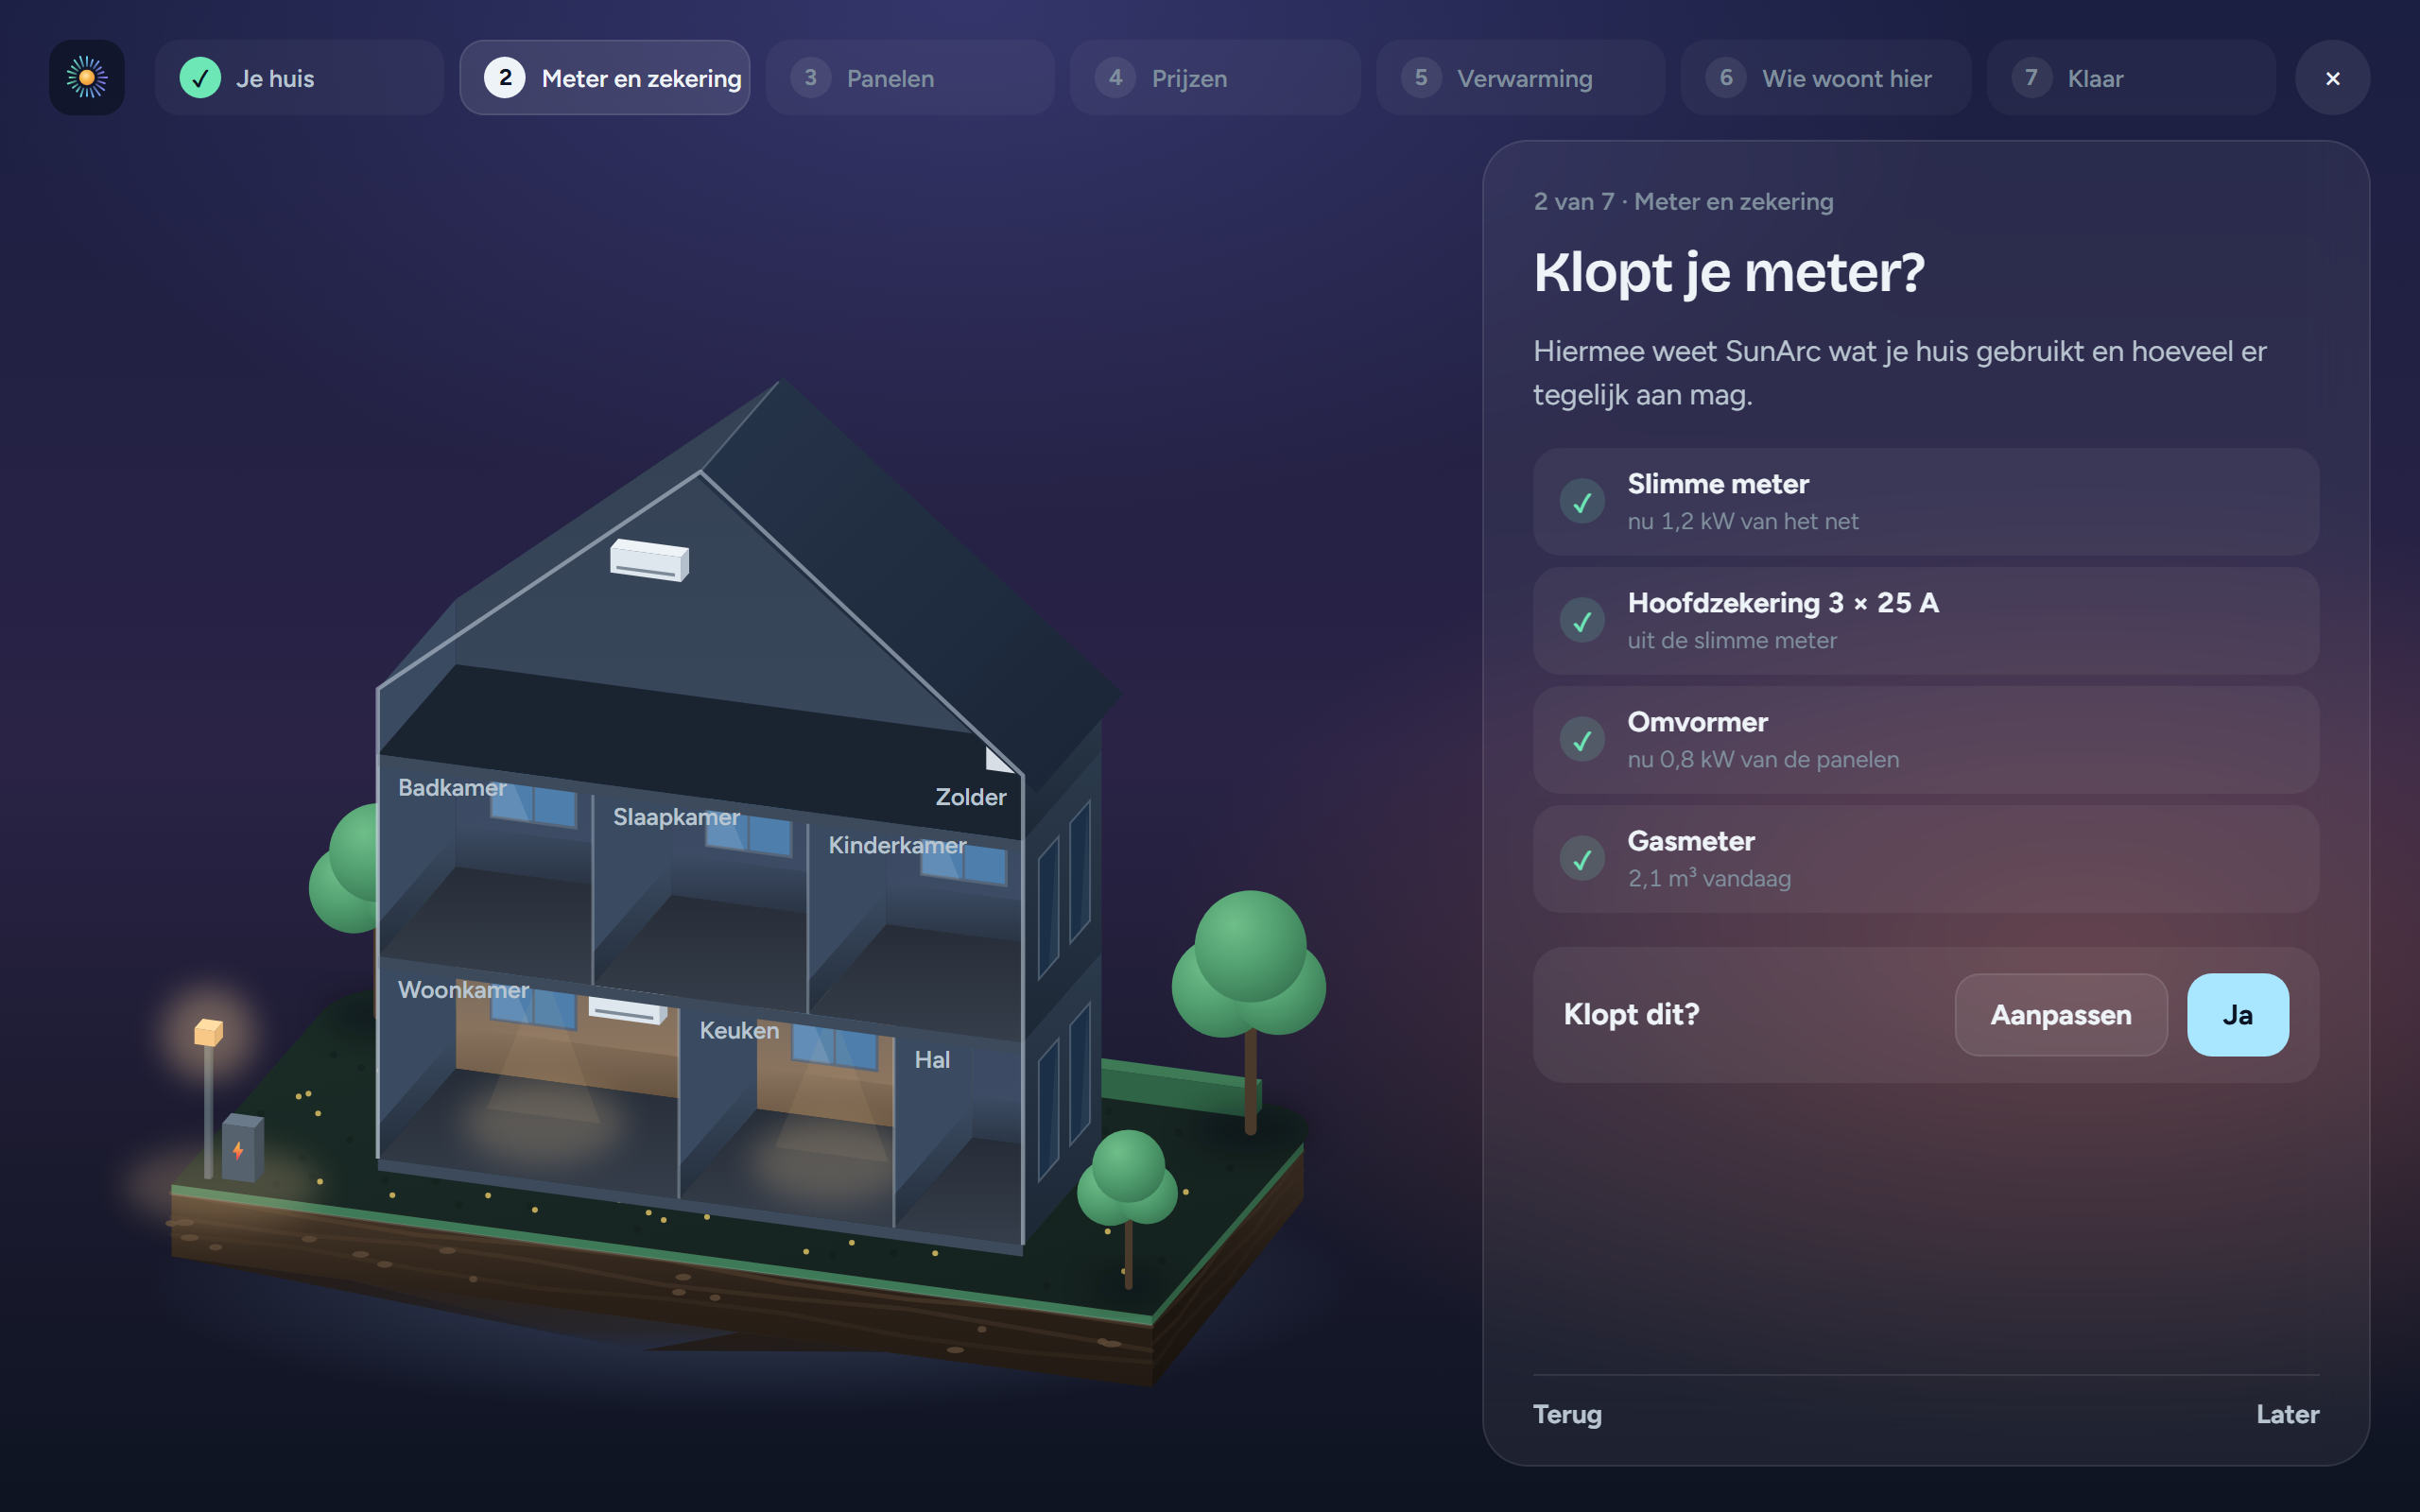 ✓ Je huis
2 Meter en zekering
3 Panelen
4 Prijzen
5 Verwarming
6 Wie woont hier
7 Klaar
×
2 van 7 · Meter en zekering
Klopt je meter?
Hiermee weet SunArc wat je huis gebruikt en hoeveel er
tegelijk aan mag.
✓ Slimme meter
nu 1,2 kW van het net
✓ Hoofdzekering 3 × 25 A
uit de slimme meter
✓ Omvormer
nu 0,8 kW van de panelen
✓ Gasmeter
2,1 m³ vandaag
Klopt dit?
Aanpassen
Ja
Terug
Later
Zolder
Badkamer
Slaapkamer
Kinderkamer
Woonkamer
Keuken
Hal